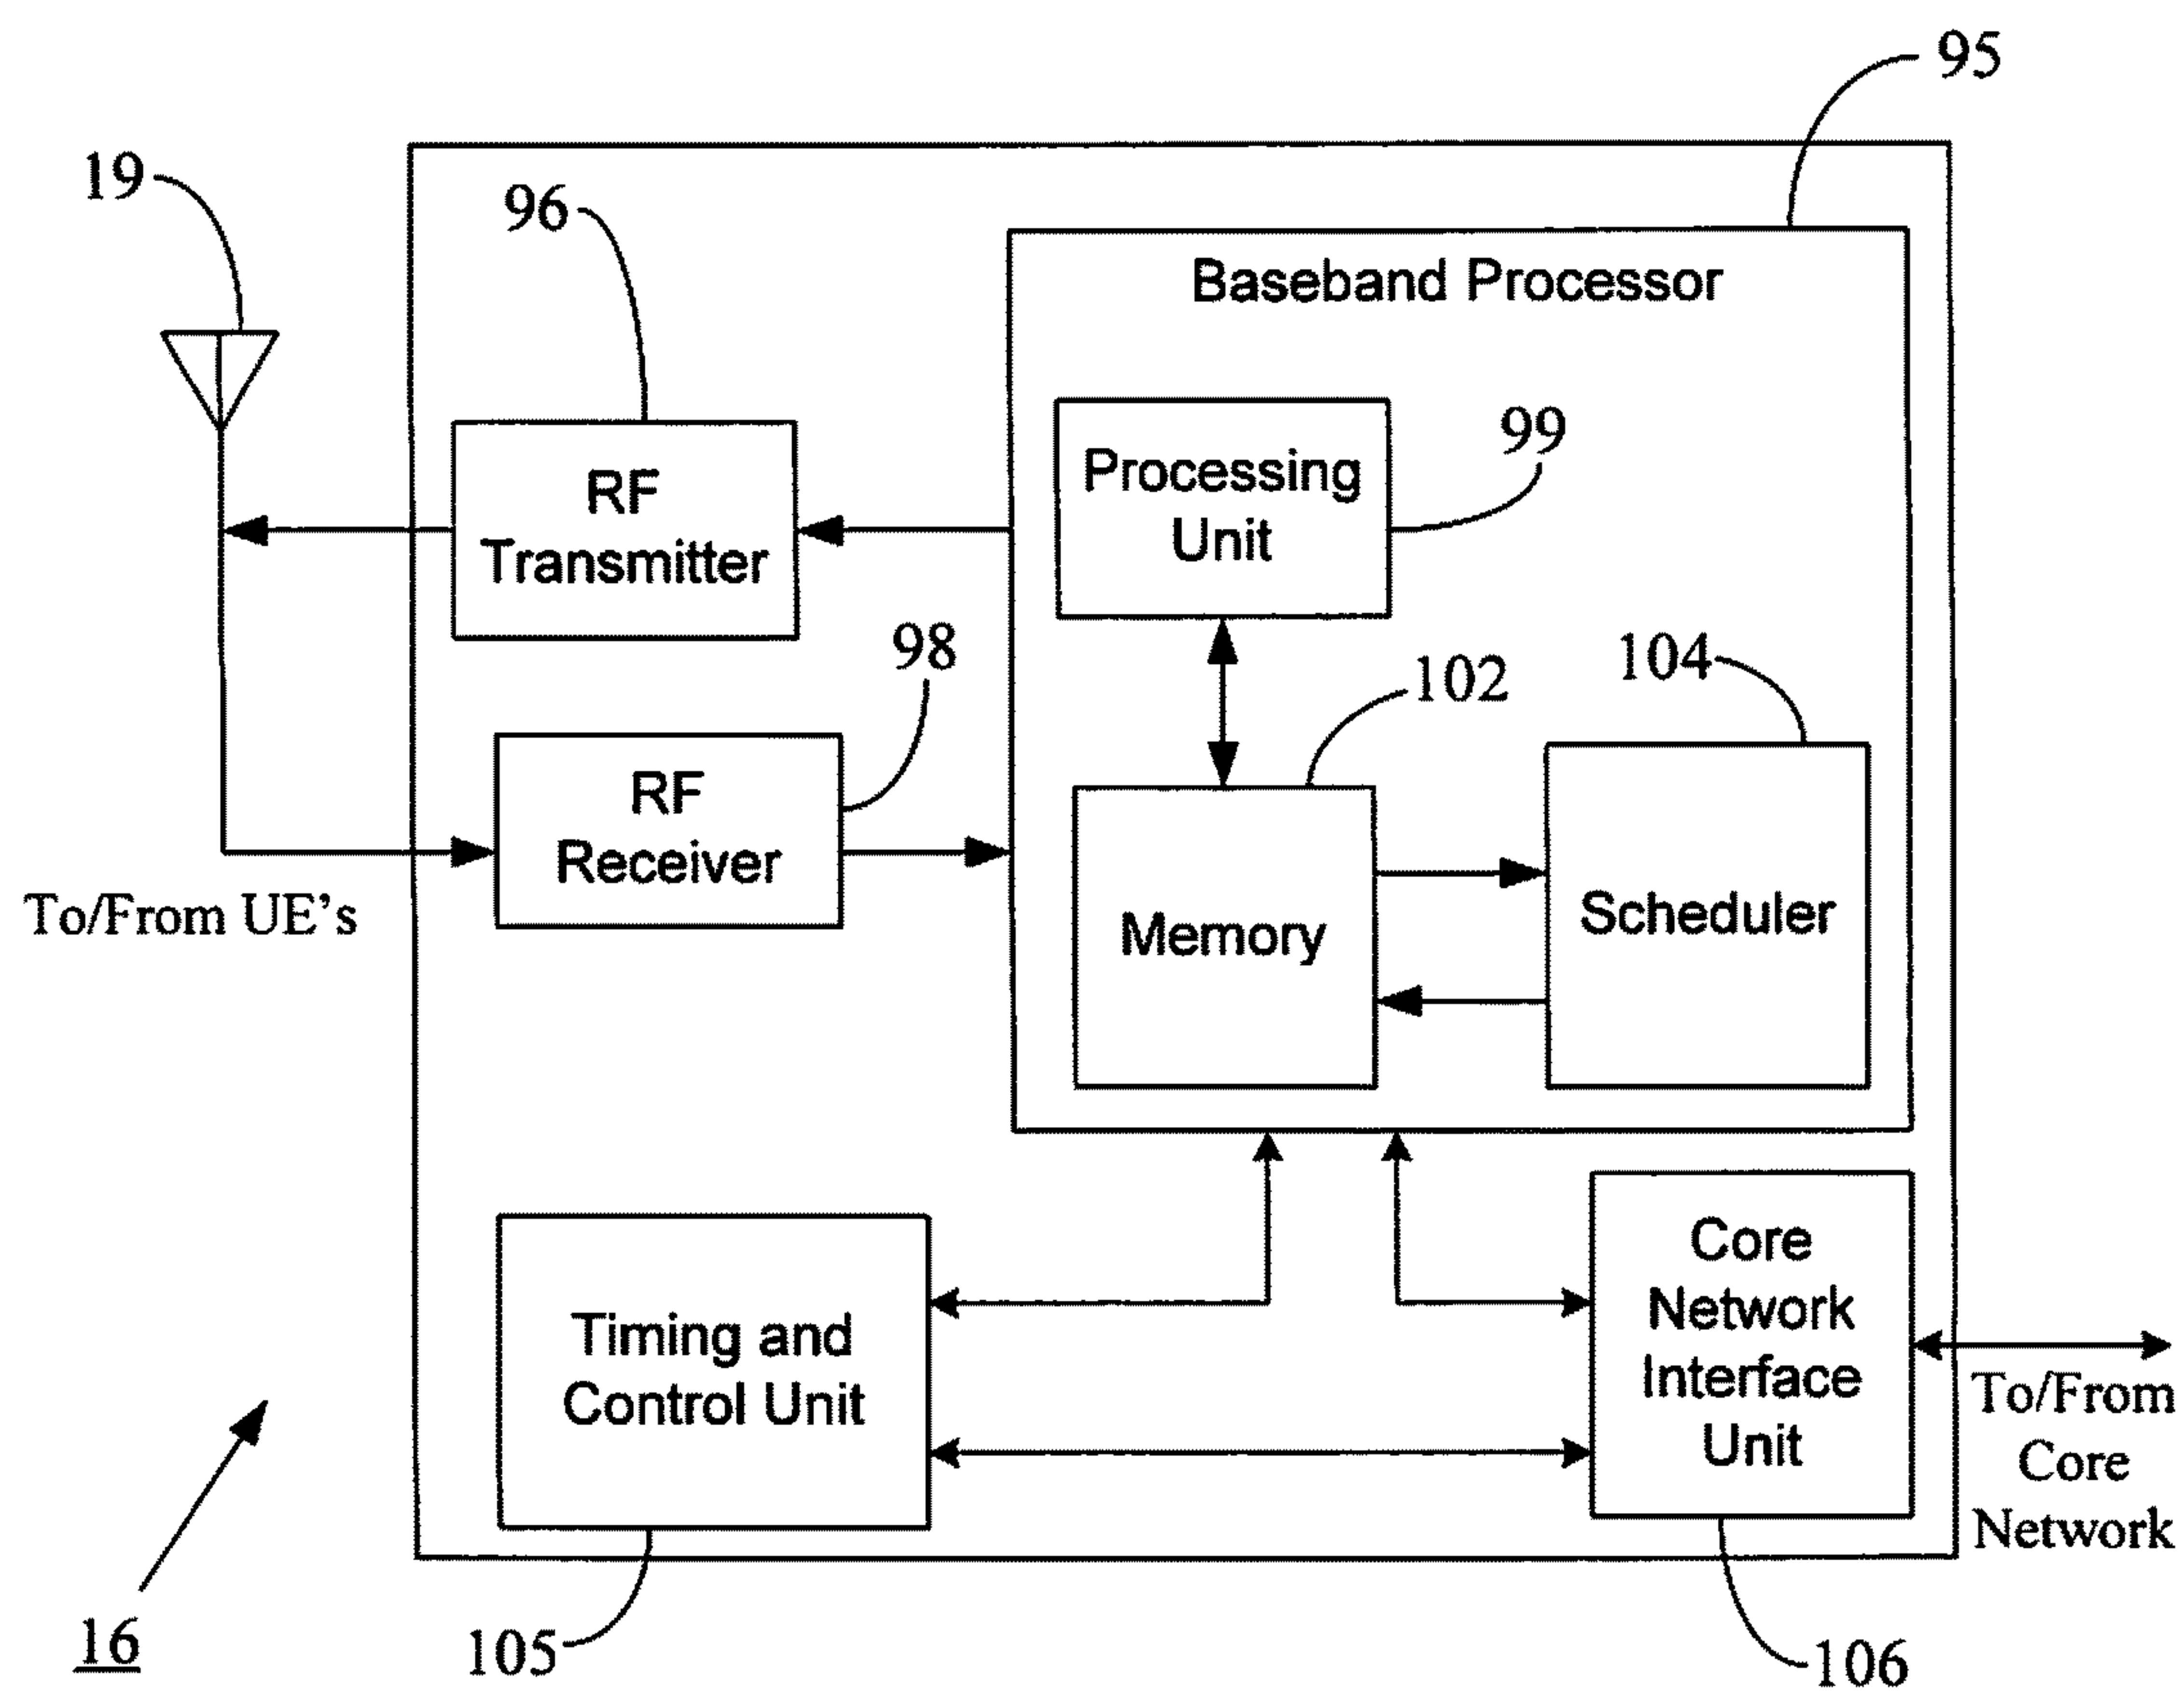 95
19
96
Baseband Processor
99
Processing
Unit
RF
Transmitter
98
104
102
RF
Receiver
To/From UE's
Memory
Scheduler
Core
Network
Interface
Unit
Timing and
Control Unit
To/From
Core
Network
16
105
106